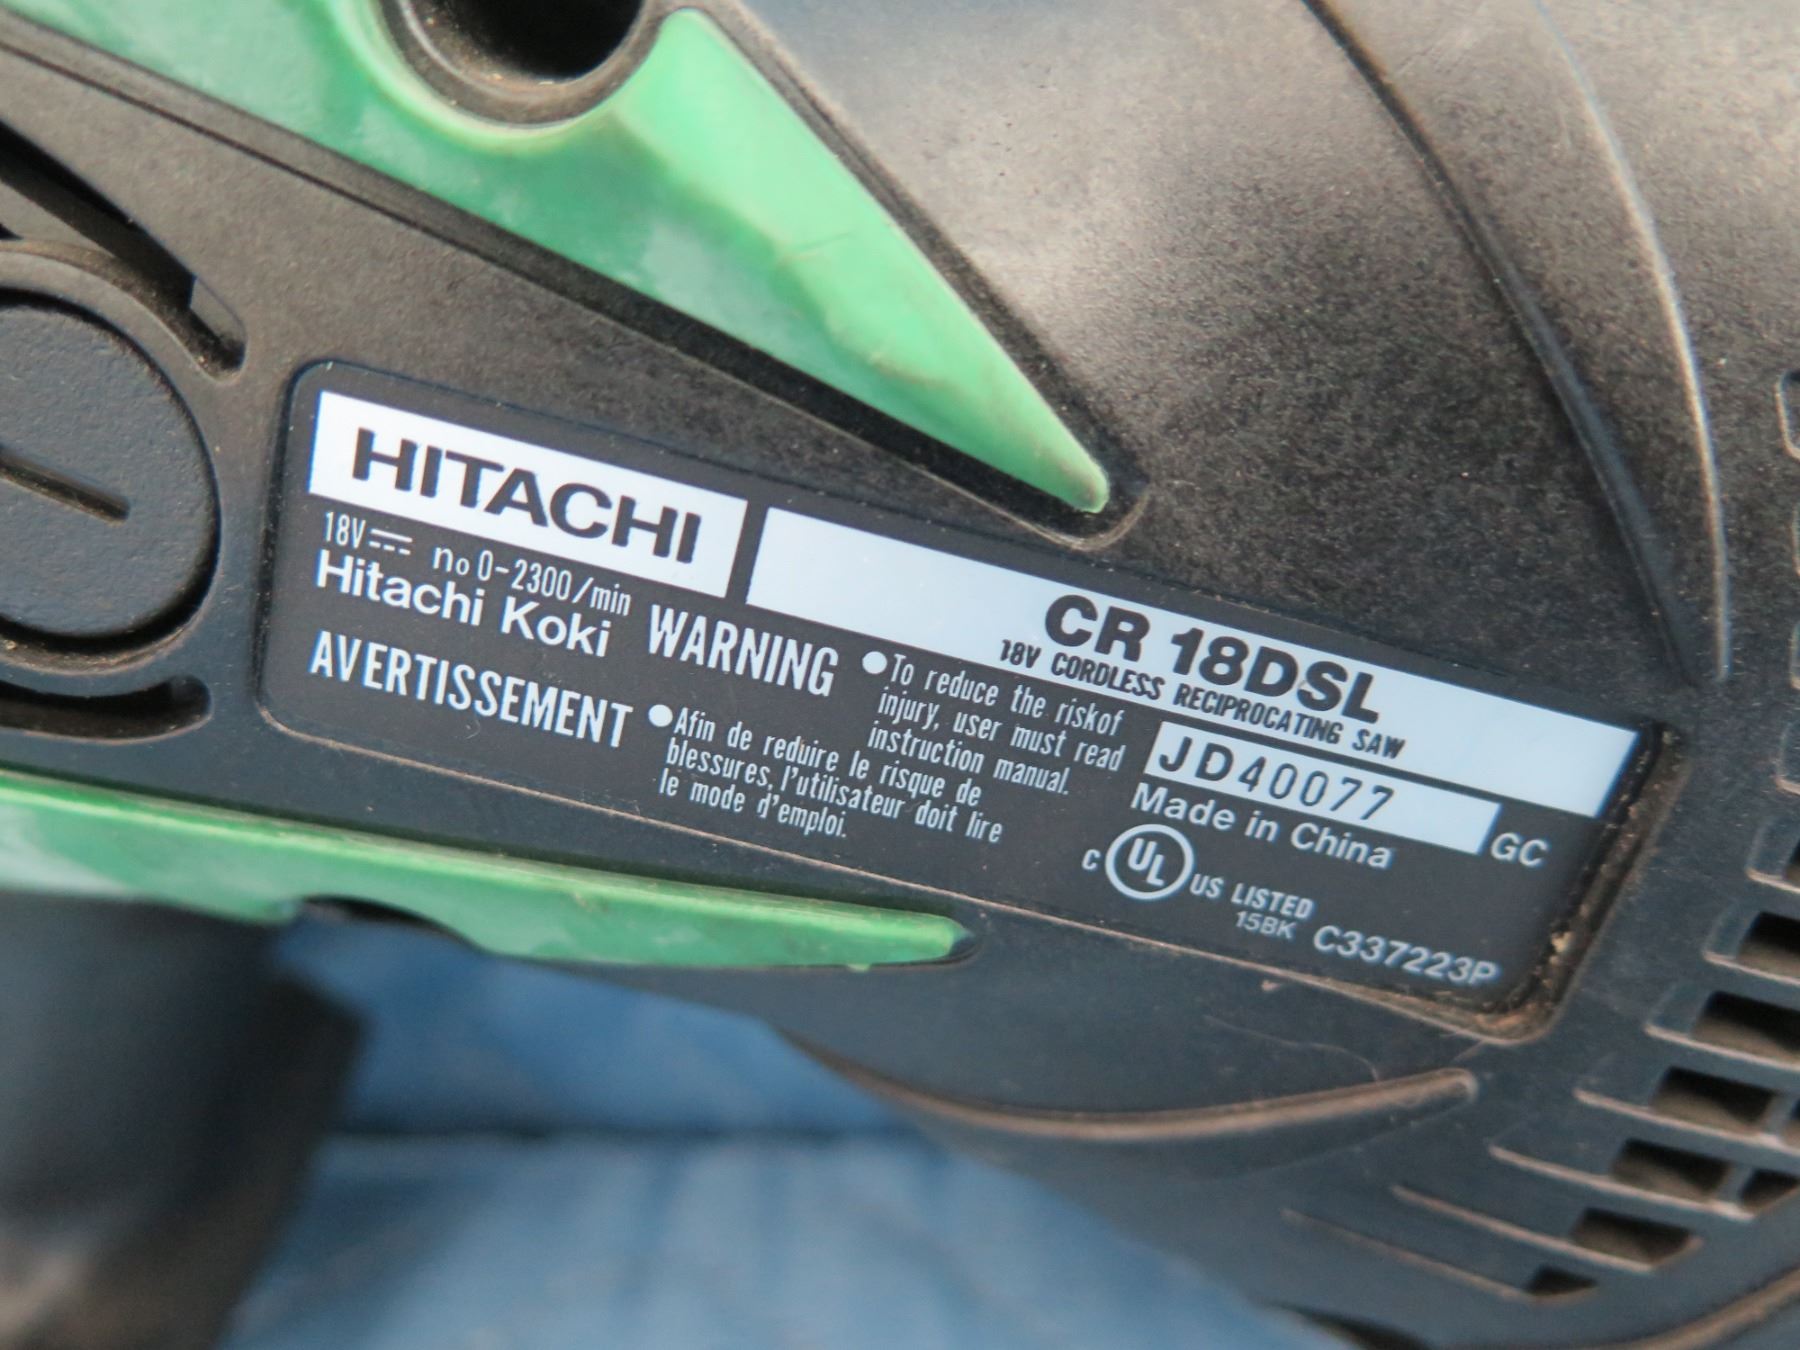 HITACHI
CR 18DSL
18V CORDLESS RECIPROCATING SAW
18V no 0-2300/min
Hitachi Koki
WARNING
•To reduce the riskof
injury, user must read
instruction manual.
AVERTISSEMENT
•Afin de reduire le risque de
blessures, l'utilisateur doit lire
le mode d'emploi.
JD40077 GC
Made in China
C UL US LISTED
15BK C337223P